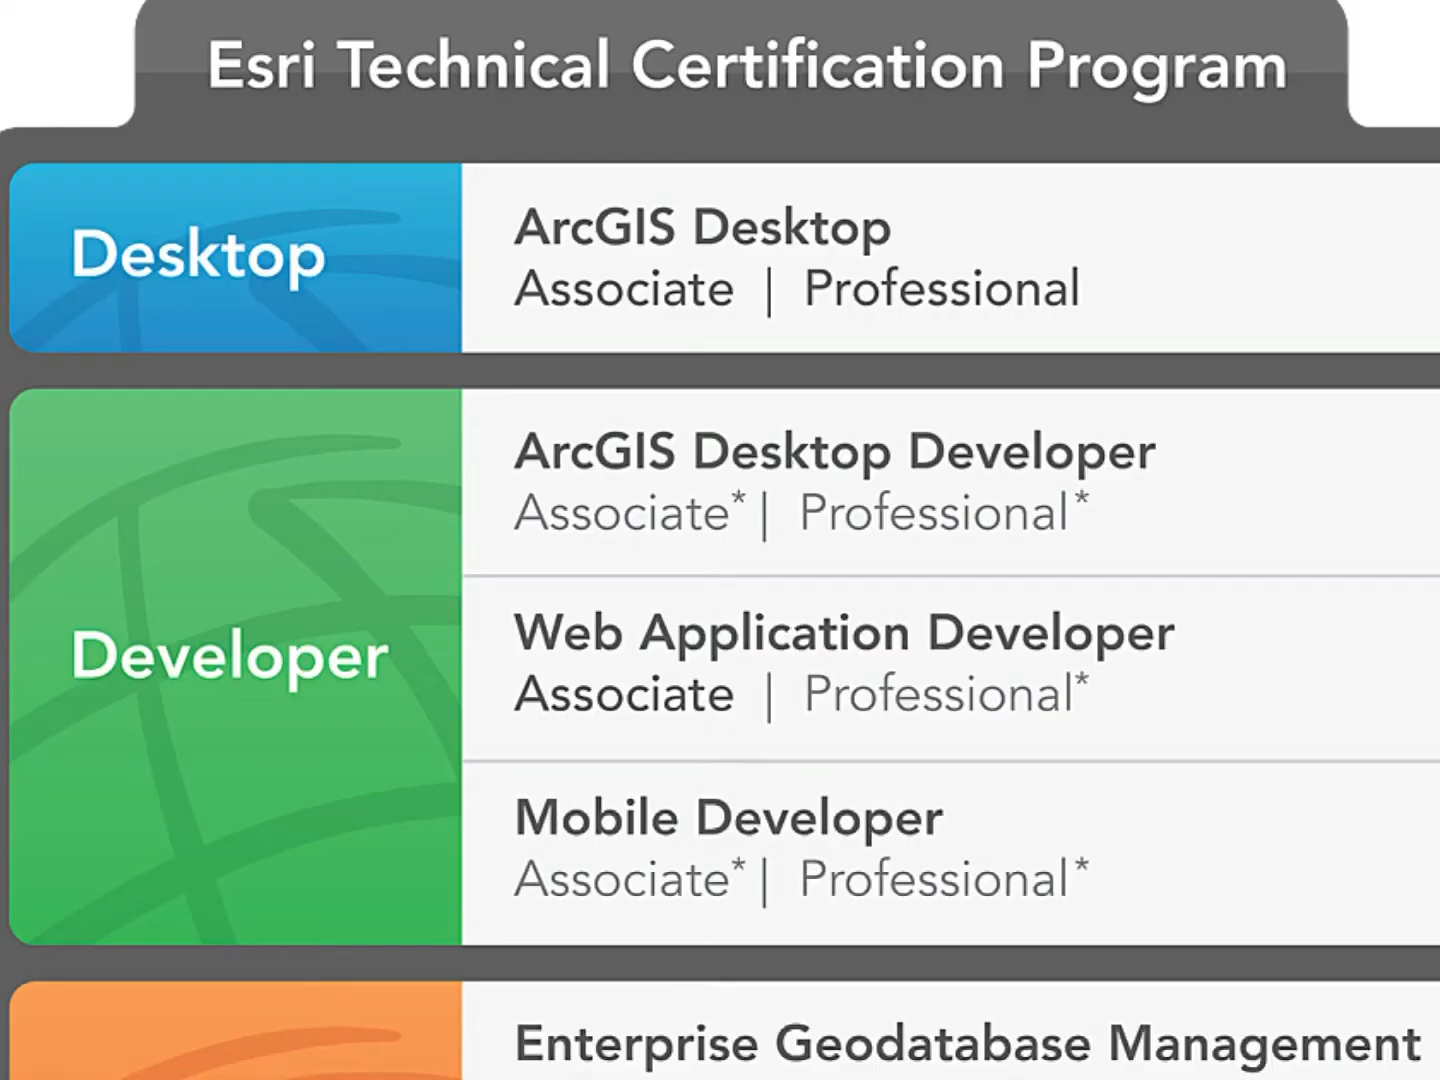 Esri Technical Certification Program
Desktop
ArcGIS Desktop
Associate | Professional
Developer
ArcGIS Desktop Developer
Associate* | Professional*
Web Application Developer
Associate | Professional*
Mobile Developer
Associate* | Professional*
Enterprise Geodatabase Management